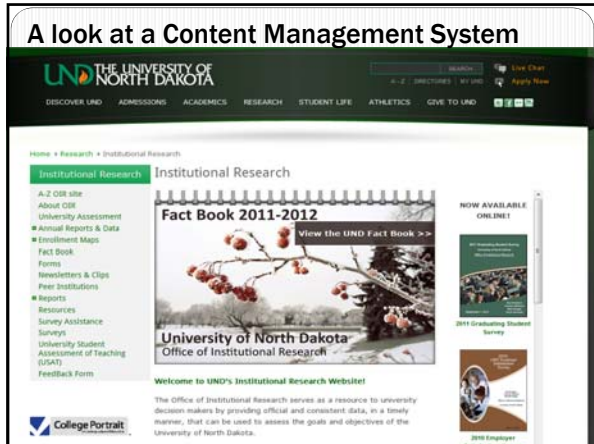 A look at a Content Management System
UND THE UNIVERSITY OF
NORTH DAKOTA
SEARCH
Live Chat
A-Z | DIRECTORIES | MY UND
Apply Now
DISCOVER UND ADMISSIONS ACADEMICS RESEARCH STUDENT LIFE ATHLETICS GIVE TO UND
Home Research Institutional Research
Institutional Research
A-Z OIR site
About OIR
University Assessment
Annual Reports & Data
Enrollment Maps
Fact Book
Forms
Newsletters & Clips
Peer Institutions
Reports
Resources
Survey Assistance
Surveys
University Student
Assessment of Teaching
(USAT)
FeedBack Form
College Portrait
Institutional Research
Fact Book 2011-2012
View the UND Fact Book >>
University of North Dakota
Office of Institutional Research
Welcome to UND's Institutional Research Website!
The Office of Institutional Research serves as a resource to university
decision makers by providing official and consistent data, in a timely
manner, that can be used to assess the goals and objectives of the
University of North Dakota.
NOW AVAILABLE
ONLINE!
2011 Graduating Student
Survey
2010 Employer